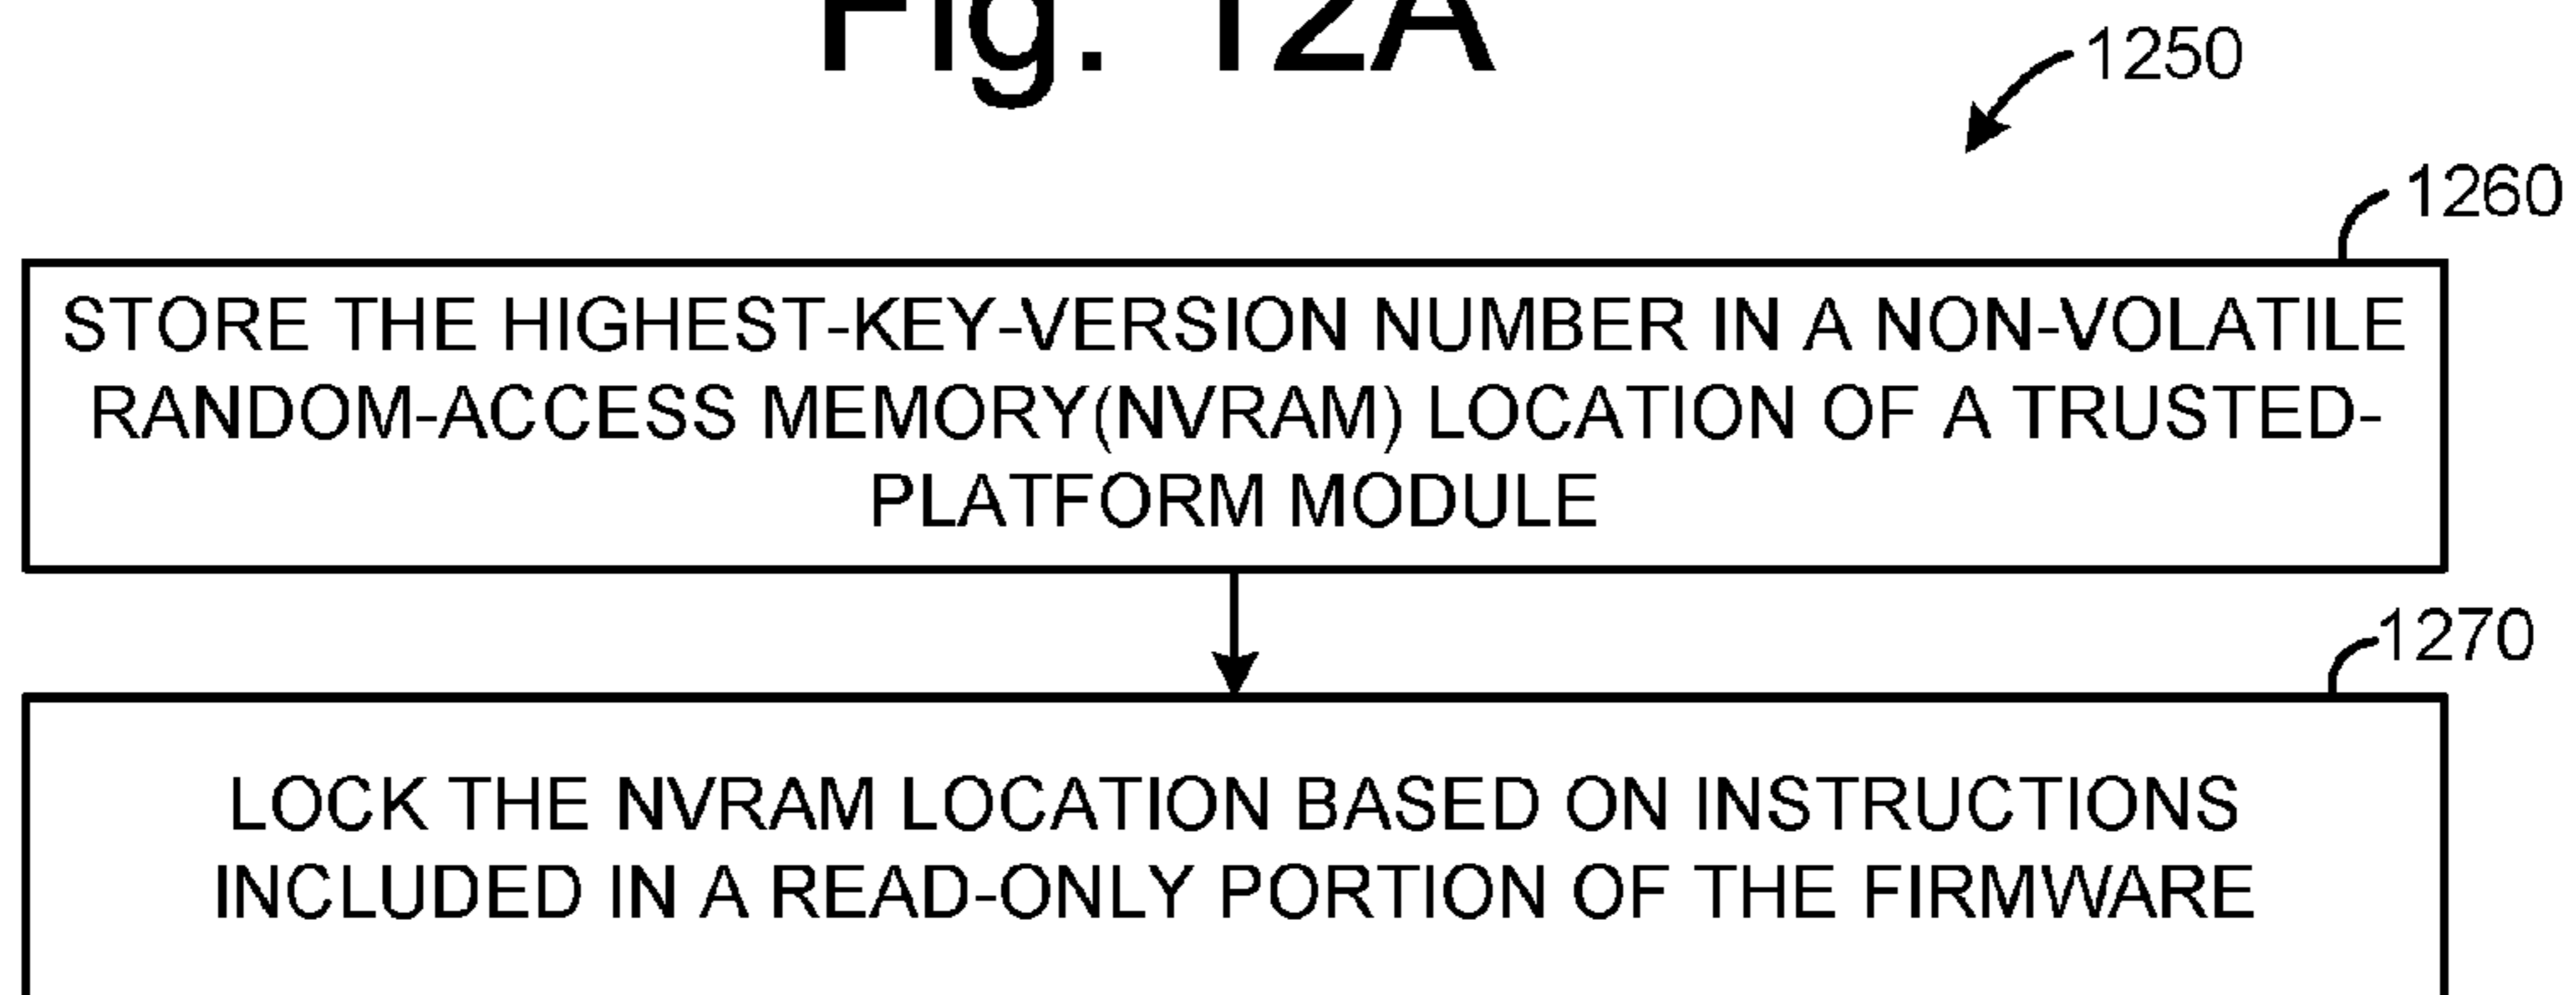 Fig. 12A
1250
1260
STORE THE HIGHEST-KEY-VERSION NUMBER IN A NON-VOLATILE
RANDOM-ACCESS MEMORY(NVRAM) LOCATION OF A TRUSTED-
PLATFORM MODULE
1270
LOCK THE NVRAM LOCATION BASED ON INSTRUCTIONS
INCLUDED IN A READ-ONLY PORTION OF THE FIRMWARE